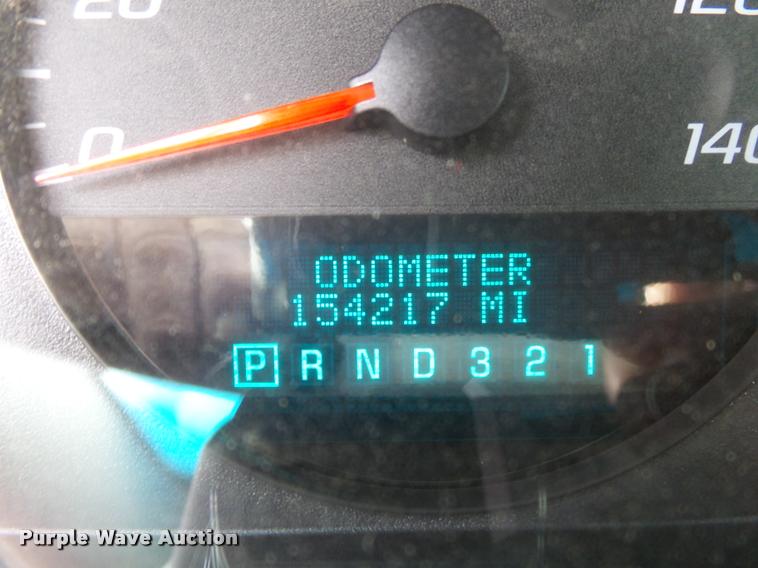 20
120
0
140
ODOMETER
154217 MI
P R N D 3 2 1
Purple Wave Auction